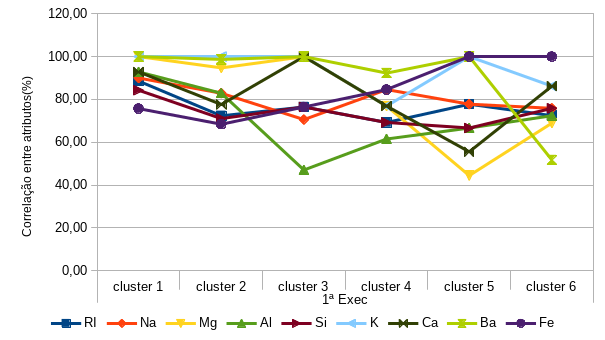 120,00
100,00
80,00
60,00
40,00
20,00
0,00
Correlação entre atributos(%)
cluster 1 cluster 2 cluster 3 cluster 4 cluster 5 cluster 6
1ª Exec
RI Na Mg Al Si K Ca Ba Fe